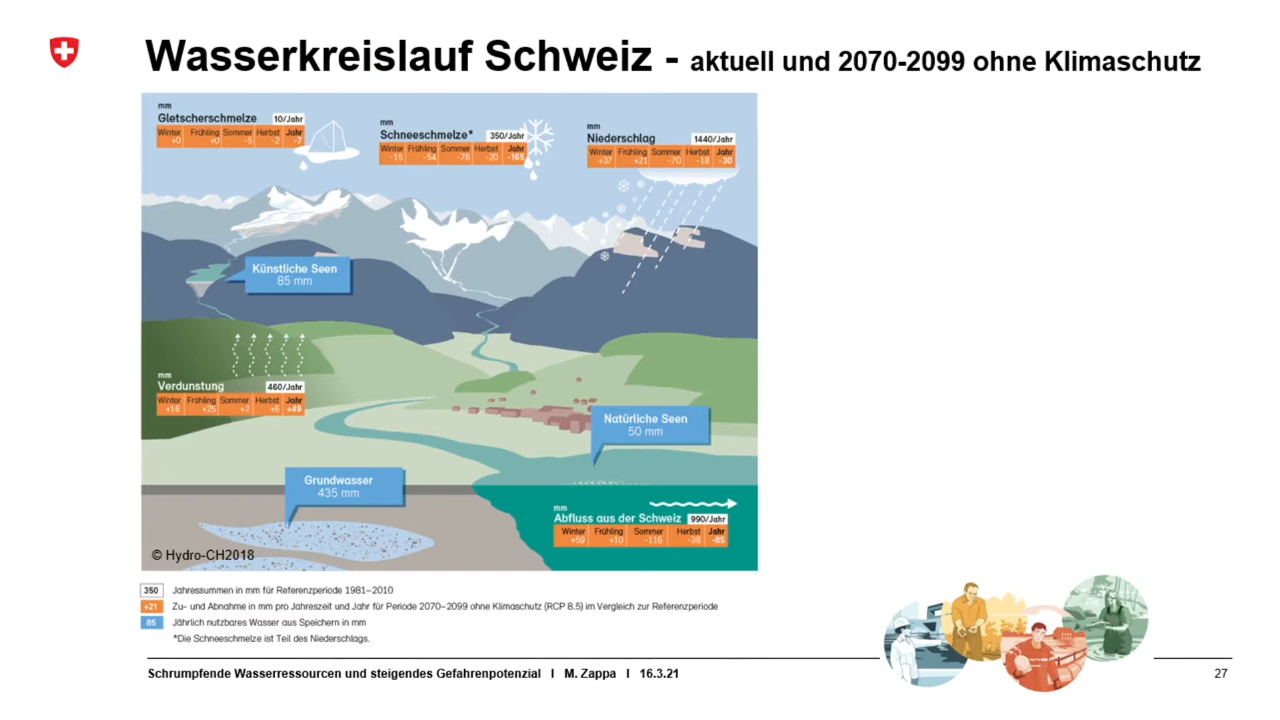 Wasserkreislauf Schweiz - aktuell und 2070-2099 ohne Klimaschutz
mm
Gletscherschmelze 10/Jahr
Winter Frühling Sommer Herbst Jahr
+0 +0 -5 -2 -7
mm
Schneeschmelze* 350/Jahr
Winter Frühling Sommer Herbst Jahr
-15 -54 -76 -20 -165
mm
Niederschlag 1440/Jahr
Winter Frühling Sommer Herbst Jahr
+37 +21 -70 -18 -30
Künstliche Seen
85 mm
mm
Verdunstung 460/Jahr
Winter Frühling Sommer Herbst Jahr
+16 +25 +2 +6 +49
Natürliche Seen
50 mm
Grundwasser
435 mm
mm
Abfluss aus der Schweiz 990/Jahr
Winter Frühling Sommer Herbst Jahr
+59 +10 -116 -38 -85
© Hydro-CH2018
350 Jahressummen in mm für Referenzperiode 1981–2010
+21 Zu- und Abnahme in mm pro Jahreszeit und Jahr für Periode 2070–2099 ohne Klimaschutz (RCP 8.5) im Vergleich zur Referenzperiode
85 Jährlich nutzbares Wasser aus Speichern in mm
*Die Schneeschmelze ist Teil des Niederschlags.
Schrumpfende Wasserressourcen und steigendes Gefahrenpotenzial I M. Zappa I 16.3.21
27